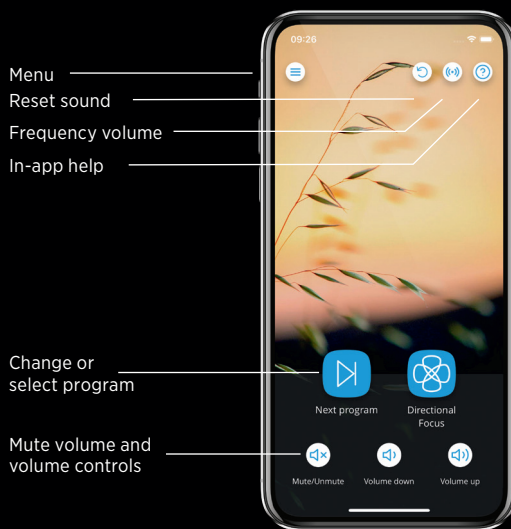 09:26
Menu
Reset sound
Frequency volume
In-app help
Change or
select program
Next program
Directional
Focus
Mute volume and
volume controls
Mute/Unmute
Volume down
Volume up